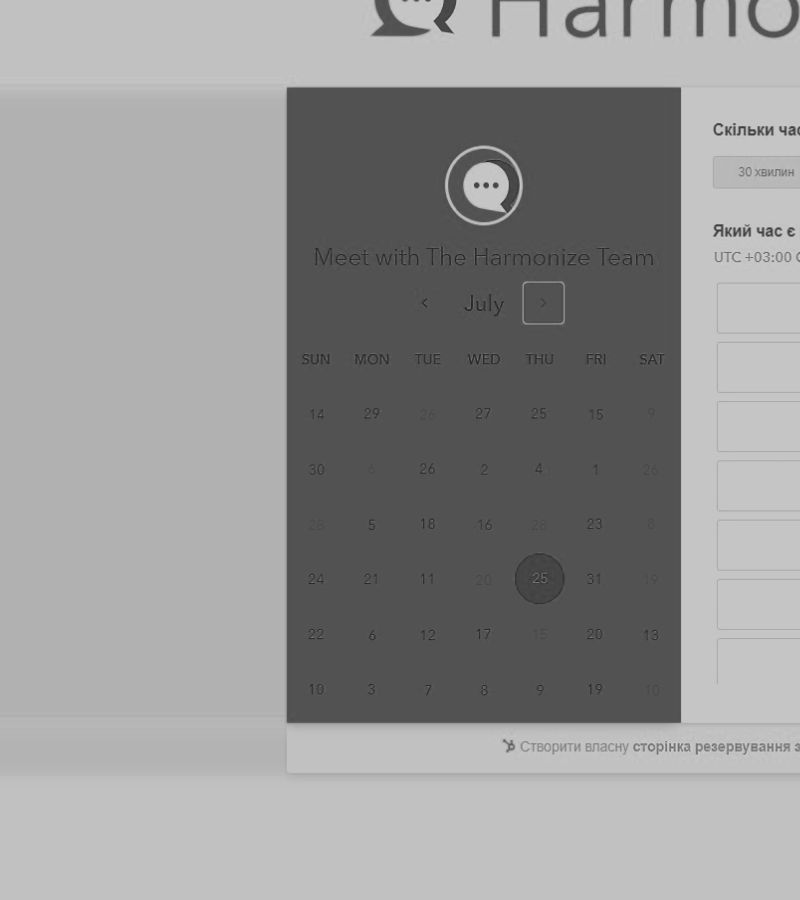 Harmo
Скільки час
30 хвилин
Який час є
UTC +03:00
Meet with The Harmonize Team
July
SUN MON TUE WED THU FRI SAT
14 29 26 27 25 15 9
30 6 26 2 4 1 26
28 5 18 16 28 23 8
24 21 11 20 25 31 19
22 6 12 17 15 20 13
10 3 7 8 9 19 10
Створити власну сторінка резервування з